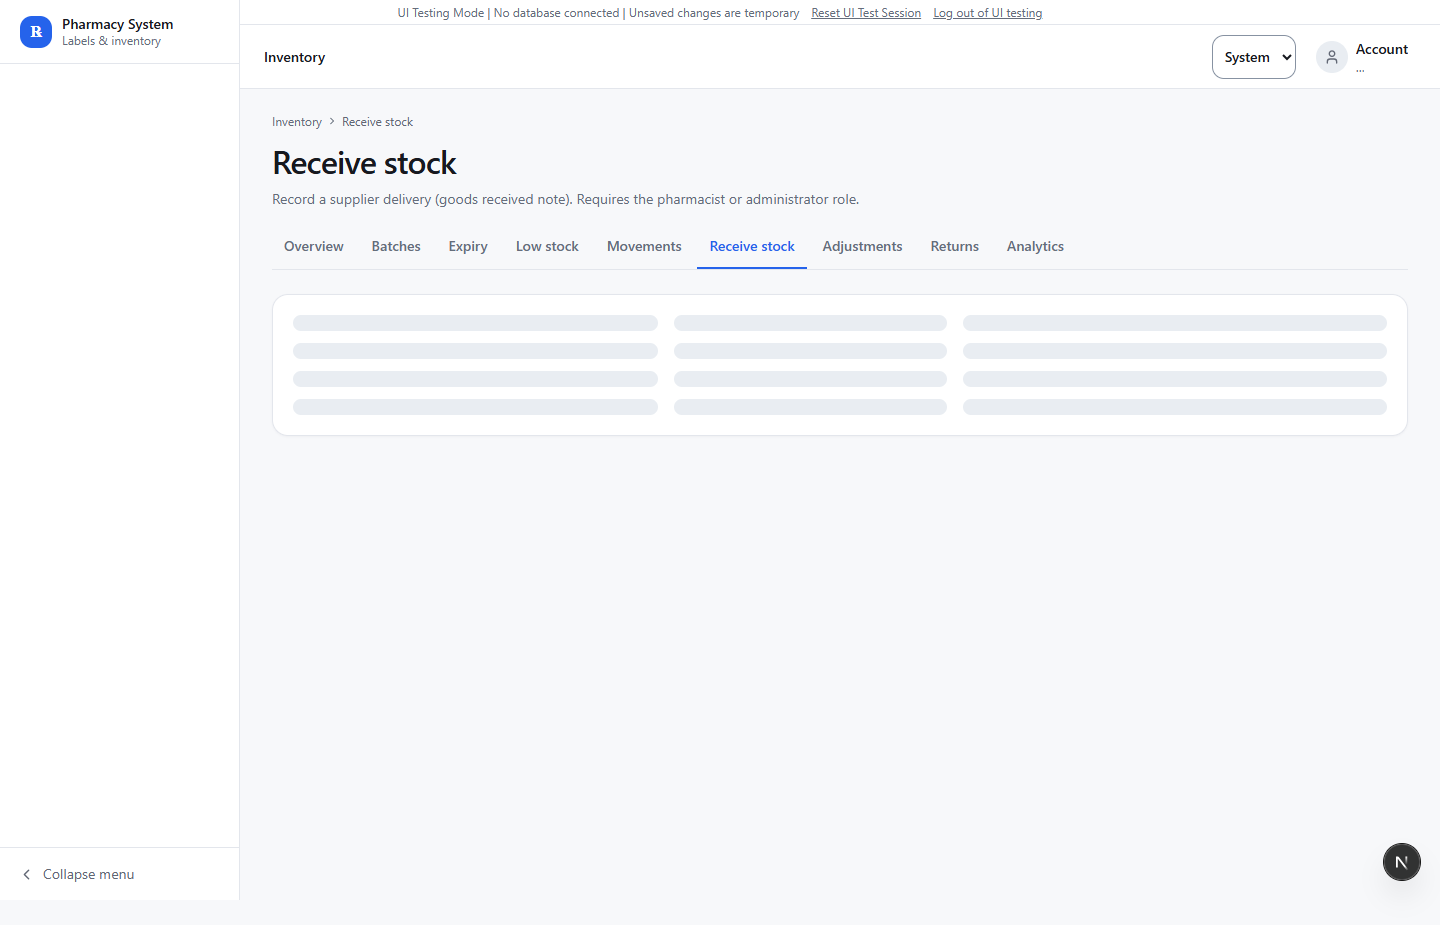 Pharmacy System
Labels & inventory
UI Testing Mode | No database connected | Unsaved changes are temporary Reset UI Test Session Log out of UI testing
Inventory
System
Account
...
Inventory > Receive stock
Receive stock
Record a supplier delivery (goods received note). Requires the pharmacist or administrator role.
Overview Batches Expiry Low stock Movements Receive stock Adjustments Returns Analytics
Collapse menu
N